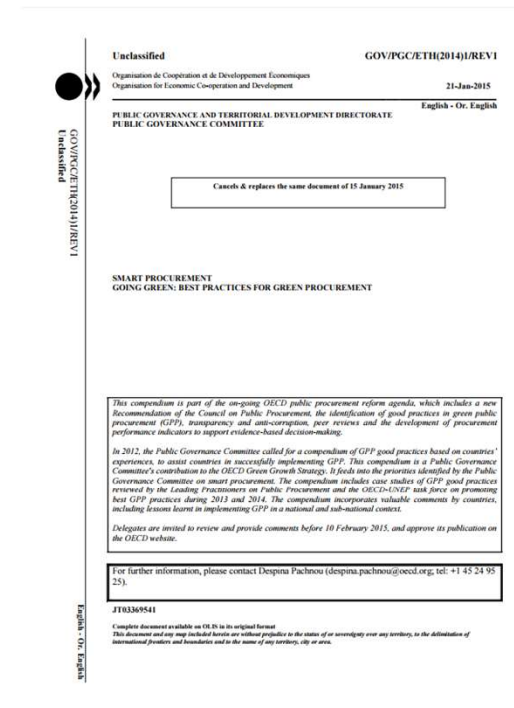 Unclassified GOV/PGC/ETH(2014)1/REV1
Organisation de Coopération et de Développement Économiques
Organisation for Economic Co-operation and Development 21-Jan-2015
English - Or. English
PUBLIC GOVERNANCE AND TERRITORIAL DEVELOPMENT DIRECTORATE
PUBLIC GOVERNANCE COMMITTEE
GOV/PGC/ETH(2014)1/REV1
Unclassified
Cancels & replaces the same document of 15 January 2015
SMART PROCUREMENT
GOING GREEN: BEST PRACTICES FOR GREEN PROCUREMENT
This compendium is part of the on-going OECD public procurement reform agenda, which includes a new
Recommendation of the Council on Public Procurement, the identification of good practices in green public
procurement (GPP), transparency and anti-corruption, peer reviews and the development of procurement
performance indicators to support evidence-based decision-making.
In 2012, the Public Governance Committee called for a compendium of GPP good practices based on countries'
experiences, to assist countries in successfully implementing GPP. This compendium is a Public Governance
Committee's contribution to the OECD Green Growth Strategy. It feeds into the priorities identified by the Public
Governance Committee on smart procurement. The compendium includes case studies of GPP good practices
reviewed by the Leading Practitioners on Public Procurement and the OECD-UNEP task force on promoting
best GPP practices during 2013 and 2014. The compendium incorporates valuable comments by countries,
including lessons learnt in implementing GPP in a national and sub-national context.
Delegates are invited to review and provide comments before 10 February 2015, and approve its publication on
the OECD website.
For further information, please contact Despina Pachnou (despina.pachnou@oecd.org; tel: +1 45 24 95
25).
JT03369541
Complete document available on OLIS in its original format
This document and any map included herein are without prejudice to the status of or sovereignty over any territory, to the delimitation of
international frontiers and boundaries and to the name of any territory, city or area.
English - Or. English